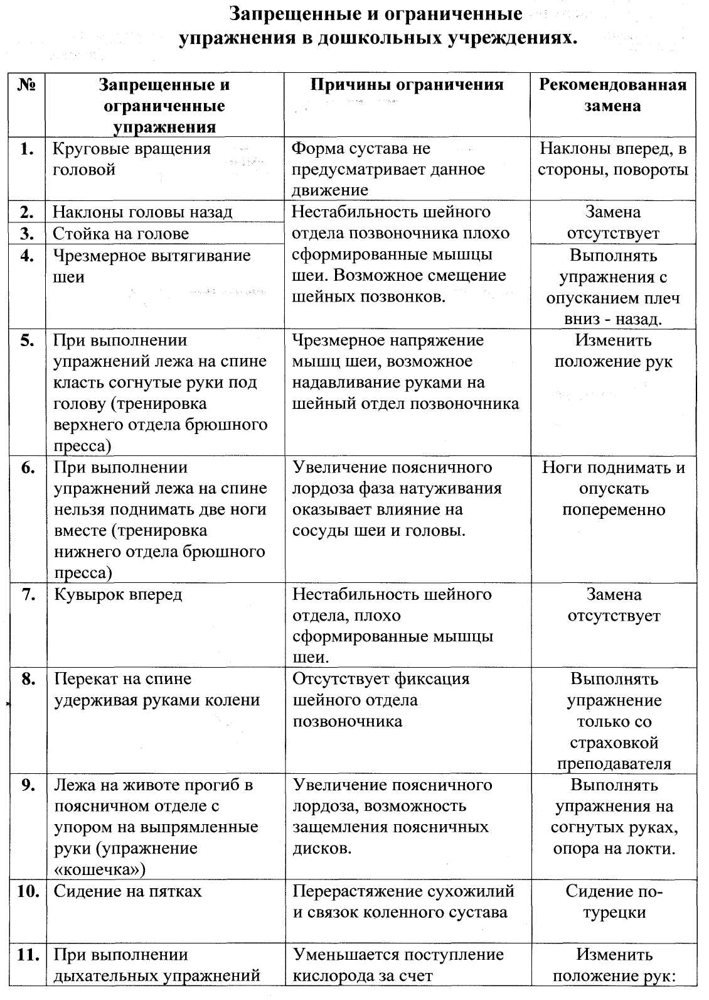 Запрещенные и ограниченные
упражнения в дошкольных учреждениях.
№
Запрещенные и
ограниченные
упражнения
Причины ограничения
Рекомендованная
замена
1.
Круговые вращения
головой
Форма сустава не
предусматривает данное
движение
Наклоны вперед, в
стороны, повороты
2.
Наклоны головы назад
3.
Стойка на голове
4.
Чрезмерное вытягивание
шеи
Нестабильность шейного
отдела позвоночника плохо
сформированные мышцы
шеи. Возможное смещение
шейных позвонков.
Замена
отсутствует
Выполнять
упражнения с
опусканием плеч
вниз - назад.
5.
При выполнении
упражнений лежа на спине
класть согнутые руки под
голову (тренировка
верхнего отдела брюшного
пресса)
Чрезмерное напряжение
мышц шеи, возможное
надавливание руками на
шейный отдел позвоночника
Изменить
положение рук
6.
При выполнении
упражнений лежа на спине
нельзя поднимать две ноги
вместе (тренировка
нижнего отдела брюшного
пресса)
Увеличение поясничного
лордоза фаза натуживания
оказывает влияние на
сосуды шеи и головы.
Ноги поднимать и
опускать
попеременно
7.
Кувырок вперед
Нестабильность шейного
отдела, плохо
сформированные мышцы
шеи.
Замена
отсутствует
8.
Перекат на спине
удерживая руками колени
Отсутствует фиксация
шейного отдела
позвоночника
Выполнять
упражнение
только со
страховкой
преподавателя
9.
Лежа на животе прогиб в
поясничном отделе с
упором на выпрямленные
руки (упражнение
«кошечка»)
Увеличение поясничного
лордоза, возможность
защемления поясничных
дисков.
Выполнять
упражнения на
согнутых руках,
опора на локти.
10.
Сидение на пятках
Перерастяжение сухожилий
и связок коленного сустава
Сидение по-
турецки
11.
При выполнении
дыхательных упражнений
Уменьшается поступление
кислорода за счет
Изменить
положение рук: